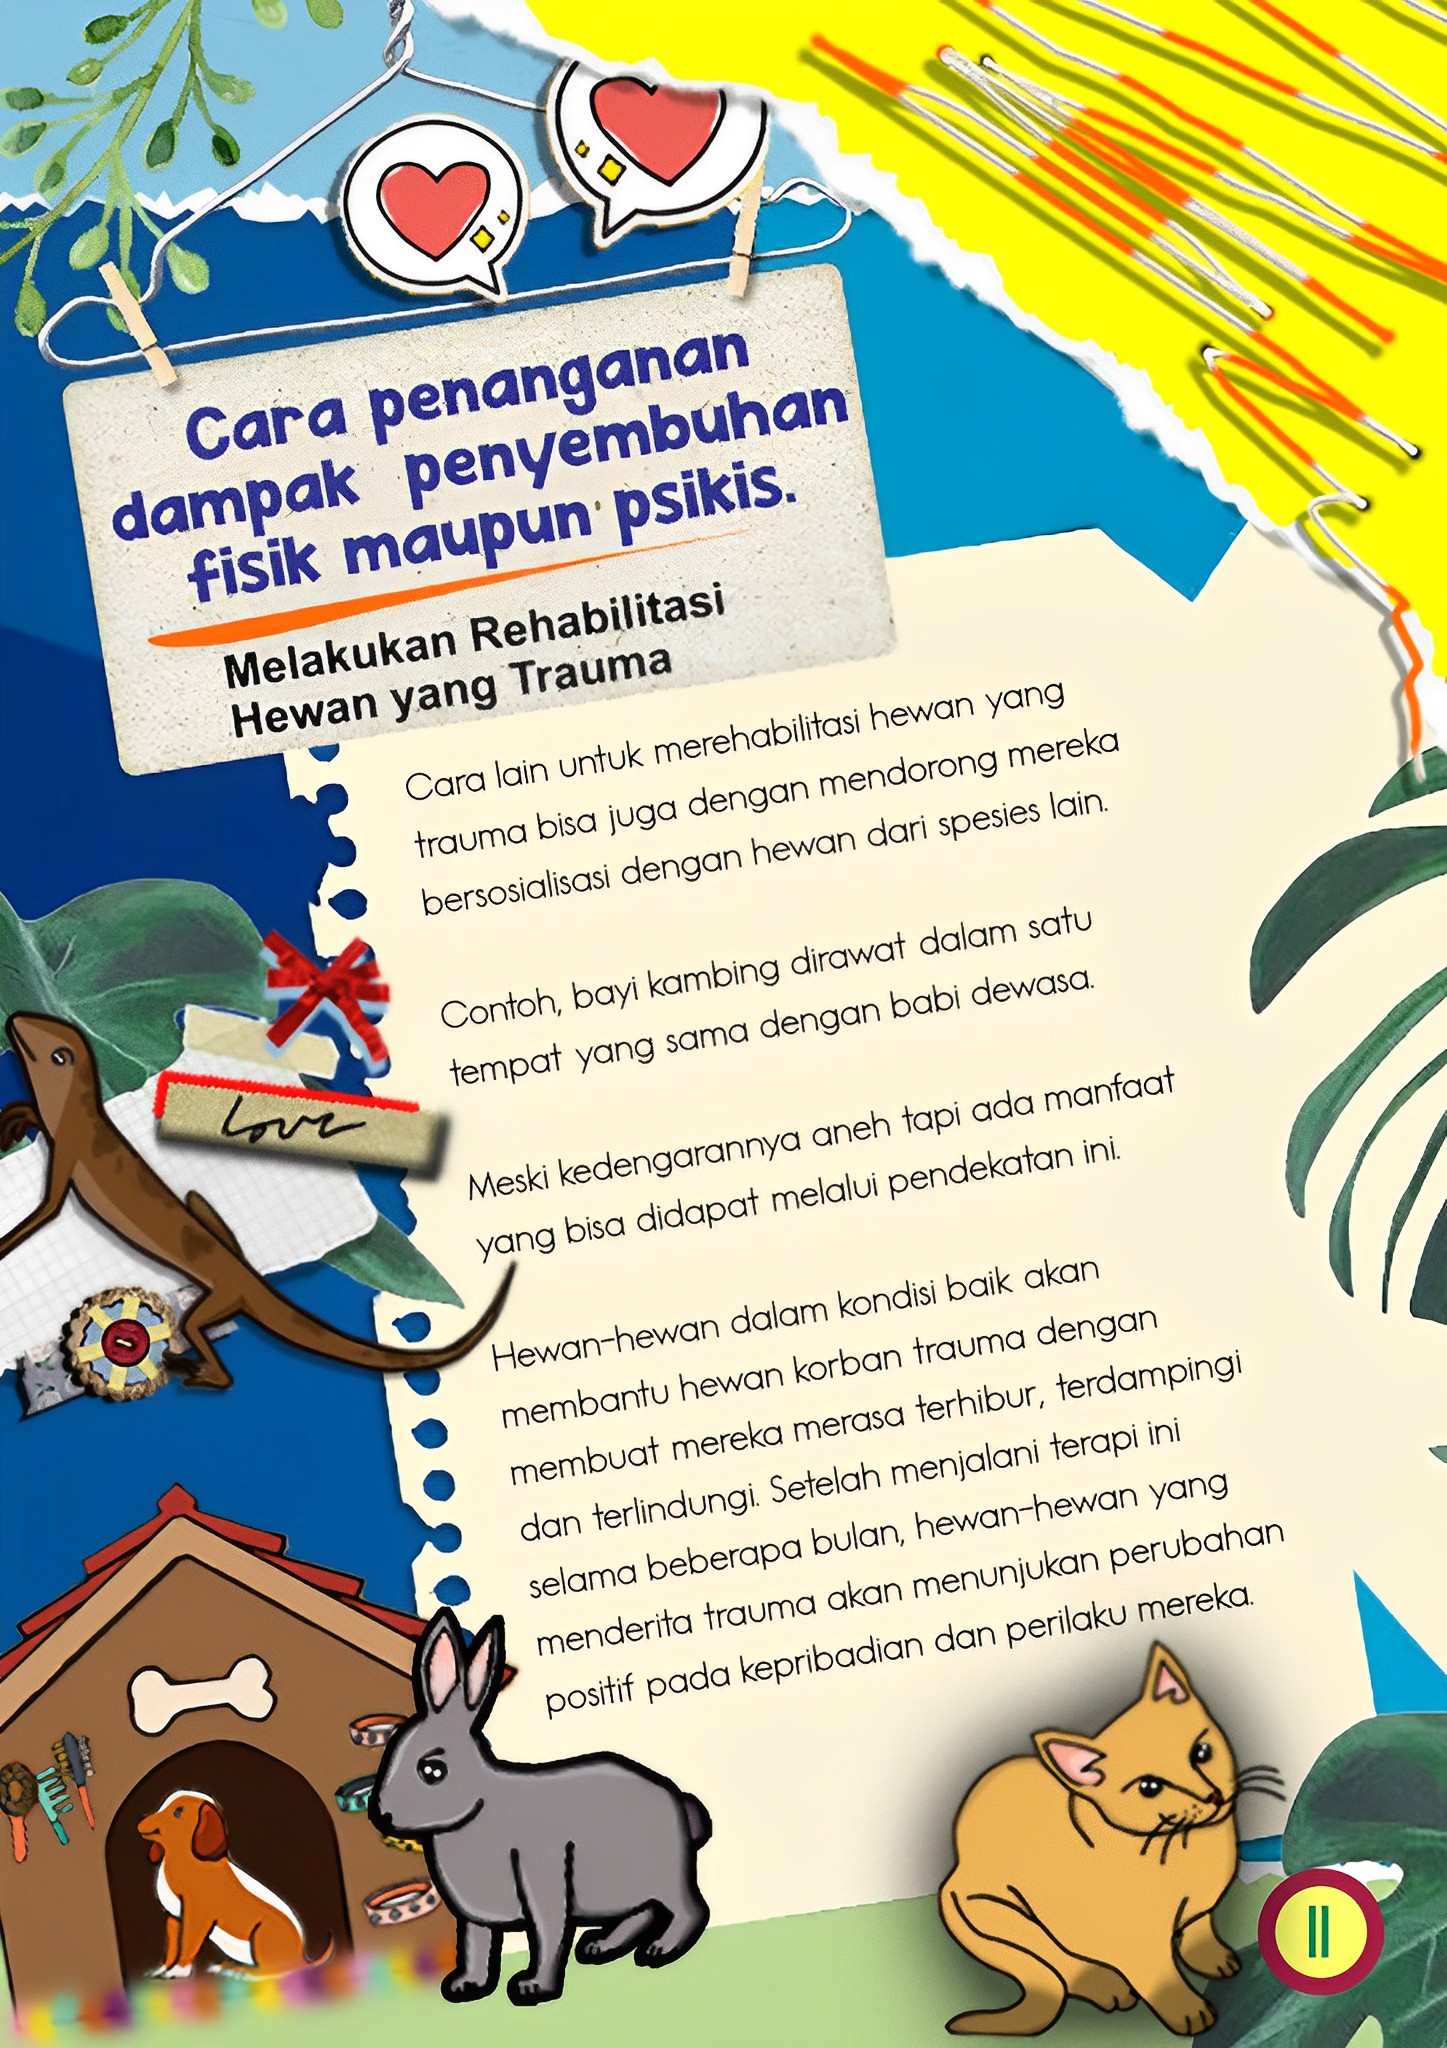 Cara penanganan
dampak penyembuhan
fisik maupun psikis.
Melakukan Rehabilitasi
Hewan yang Trauma
Cara lain untuk merehabilitasi hewan yang
trauma bisa juga dengan mendorong mereka
bersosialisasi dengan hewan dari spesies lain.
Contoh, bayi kambing dirawat dalam satu
tempat yang sama dengan babi dewasa.
Meski kedengarannya aneh tapi ada manfaat
yang bisa didapat melalui pendekatan ini.
Hewan-hewan dalam kondisi baik akan
membantu hewan korban trauma dengan
membuat mereka merasa terhibur, terdampingi
dan terlindungi. Setelah menjalani terapi ini
selama beberapa bulan, hewan-hewan yang
menderita trauma akan menunjukan perubahan
positif pada kepribadian dan perilaku mereka.
Love
11